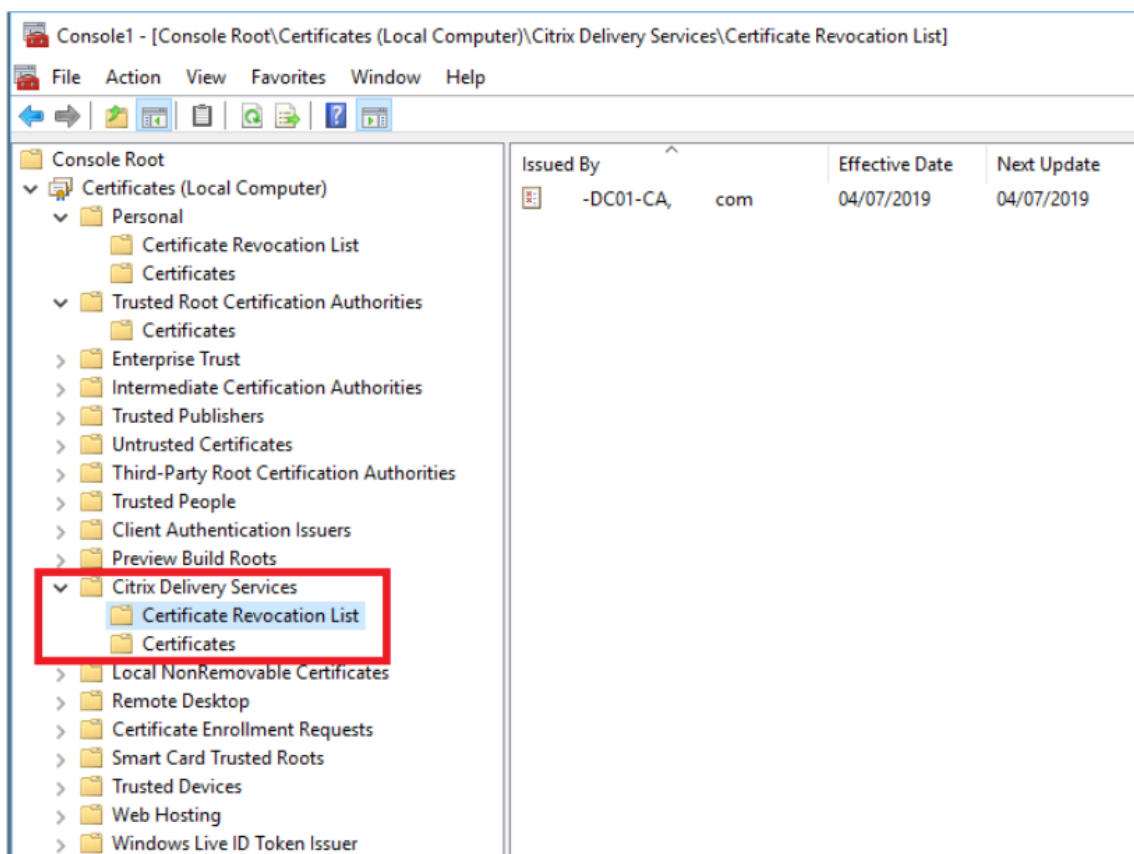 Console1 - [Console Root\Certificates (Local Computer)\Citrix Delivery Services\Certificate Revocation List]
File Action View Favorites Window Help
Console Root
Certificates (Local Computer)
Personal
Certificate Revocation List
Certificates
Trusted Root Certification Authorities
Certificates
Enterprise Trust
Intermediate Certification Authorities
Trusted Publishers
Untrusted Certificates
Third-Party Root Certification Authorities
Trusted People
Client Authentication Issuers
Preview Build Roots
Citrix Delivery Services
Certificate Revocation List
Certificates
Local NonRemovable Certificates
Remote Desktop
Certificate Enrollment Requests
Smart Card Trusted Roots
Trusted Devices
Web Hosting
Windows Live ID Token Issuer
Issued By Effective Date Next Update
-DC01-CA, com 04/07/2019 04/07/2019